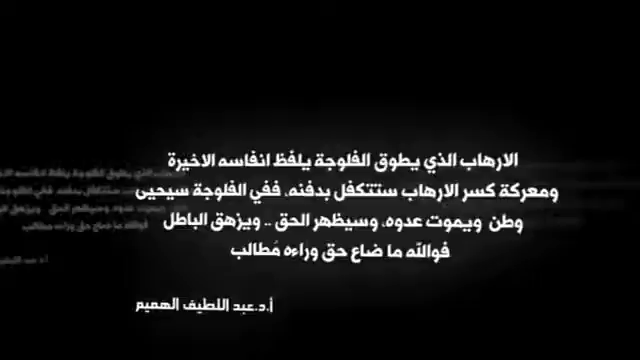 الارهاب الذي يطوق الفلوجة يلفظ انفاسه الاخيرة
ومعركة كسر الارهاب ستتكفل بدفنه، ففي الفلوجة سيحيى
وطن ويموت عدوه، وسيظهر الحق .. ويزهق الباطل
فوالله ما ضاع حق وراءه مُطالب
أ.د.عبد اللطيف الهميم